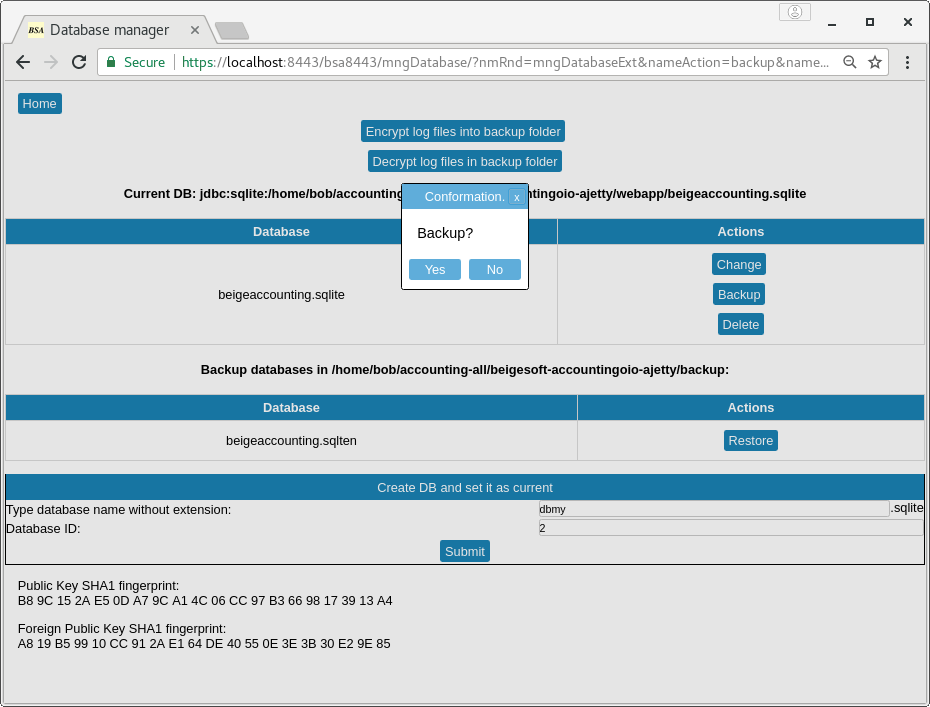 BSA Database manager
Secure https://localhost:8443/bsa8443/mngDatabase/?nmRnd=mngDatabaseExt&nameAction=backup&name...
Home
Encrypt log files into backup folder
Decrypt log files in backup folder
Current DB: jdbc:sqlite:/home/bob/accounting ntingoio-ajetty/webapp/beigeaccounting.sqlite
Conformation. x
Backup?
Yes No
Database Actions
beigeaccounting.sqlite
Change
Backup
Delete
Backup databases in /home/bob/accounting-all/beigesoft-accountingoio-ajetty/backup:
Database Actions
beigeaccounting.sqlten Restore
Create DB and set it as current
Type database name without extension: dbmy .sqlite
Database ID: 2
Submit
Public Key SHA1 fingerprint:
B8 9C 15 2A E5 0D A7 9C A1 4C 06 CC 97 B3 66 98 17 39 13 A4
Foreign Public Key SHA1 fingerprint:
A8 19 B5 99 10 CC 91 2A E1 64 DE 40 55 0E 3E 3B 30 E2 9E 85